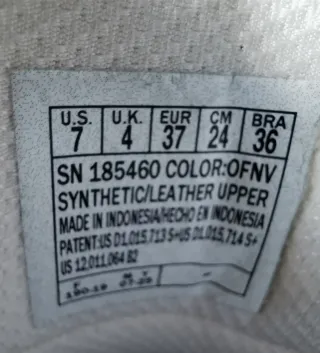 U.S. U.K. EUR CM BRA
7 4 37 24 36
SN 185460 COLOR:OFNV
SYNTHETIC/LEATHER UPPER
MADE IN INDONESIA/HECHO EN INDONESIA
PATENT:US D1,015,713 S+US D1,015,714 S+
US 12,011,064 B2